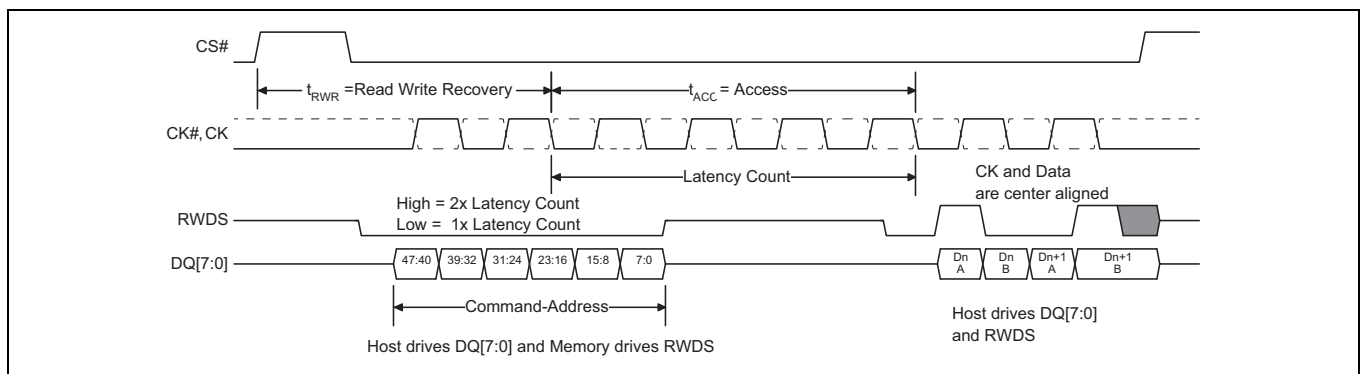 CS#
tRWR =Read Write Recovery
tACC = Access
CK#, CK
Latency Count
CK and Data
are center aligned
High = 2x Latency Count
Low = 1x Latency Count
RWDS
DQ[7:0]
47:40 39:32 31:24 23:16 15:8 7:0
Dn
A
Dn
B
Dn+1
A
Dn+1
B
Command-Address
Host drives DQ[7:0]
and RWDS
Host drives DQ[7:0] and Memory drives RWDS